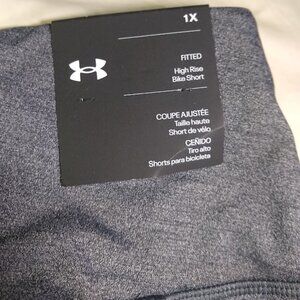 1X
FITTED
High Rise
Bike Short
COUPE AJUSTÉE
Taille haute
Short de vélo
CEÑIDO
Tiro alto
Shorts para bicicleta